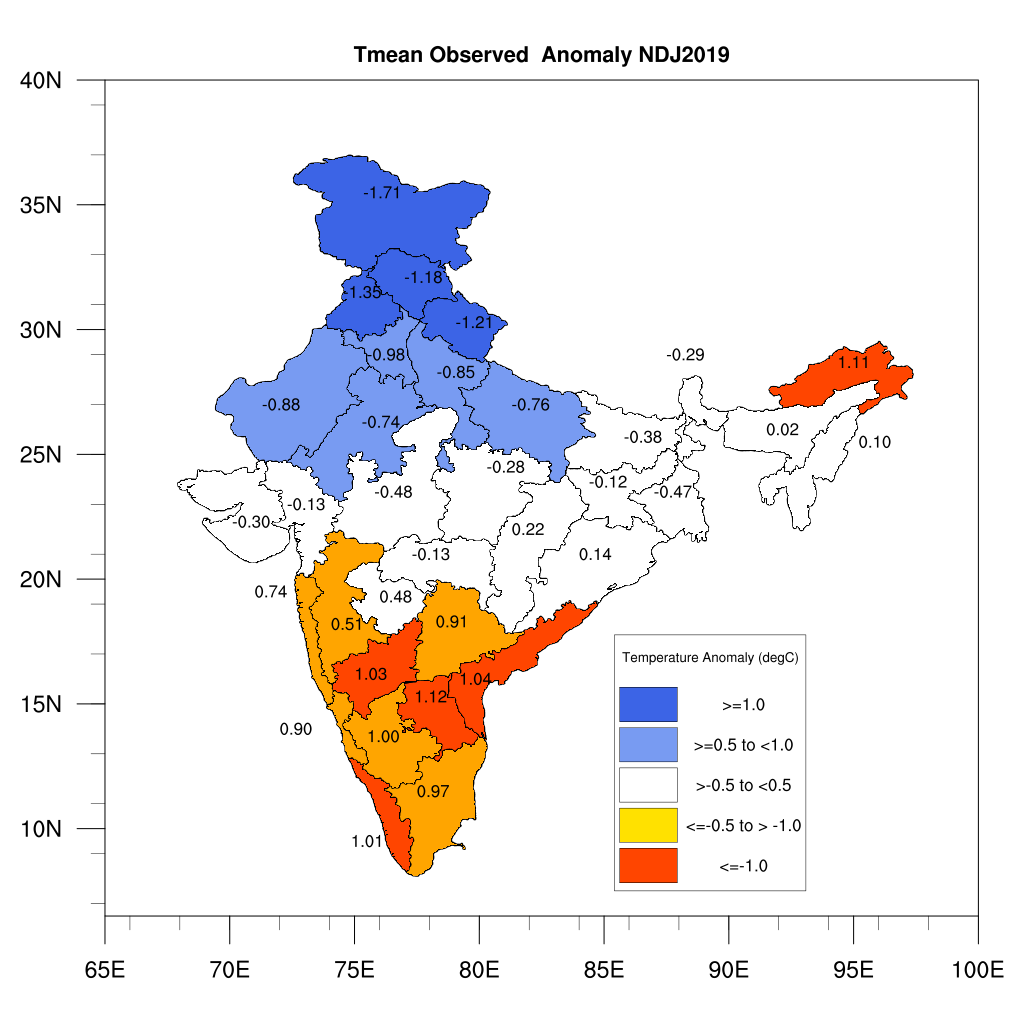 Tmean Observed  Anomaly NDJ2019
40N
35N
30N
25N
20N
15N
10N
65E 70E 75E 80E 85E 90E 95E 100E
-1.71
-1.18
1.35
-1.21
-0.98
-0.85
-0.29
1.11
-0.88
-0.76
-0.74
-0.38
0.02
0.10
-0.28
-0.12
-0.48
-0.47
-0.13
-0.30
0.22
-0.13
0.14
0.74
0.48
0.51
0.91
1.03
1.04
1.12
0.90
1.00
0.97
1.01
Temperature Anomaly (degC)
>=1.0
>=0.5 to <1.0
>-0.5 to <0.5
<=-0.5 to > -1.0
<=-1.0